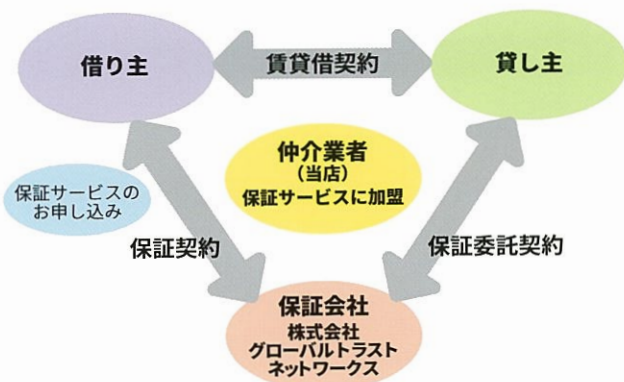 借り主
賃貸借契約
貸し主
仲介業者
(当店)
保証サービスに加盟
保証サービスの
お申し込み
保証契約
保証委託契約
保証会社
株式会社
グローバルトラスト
ネットワークス